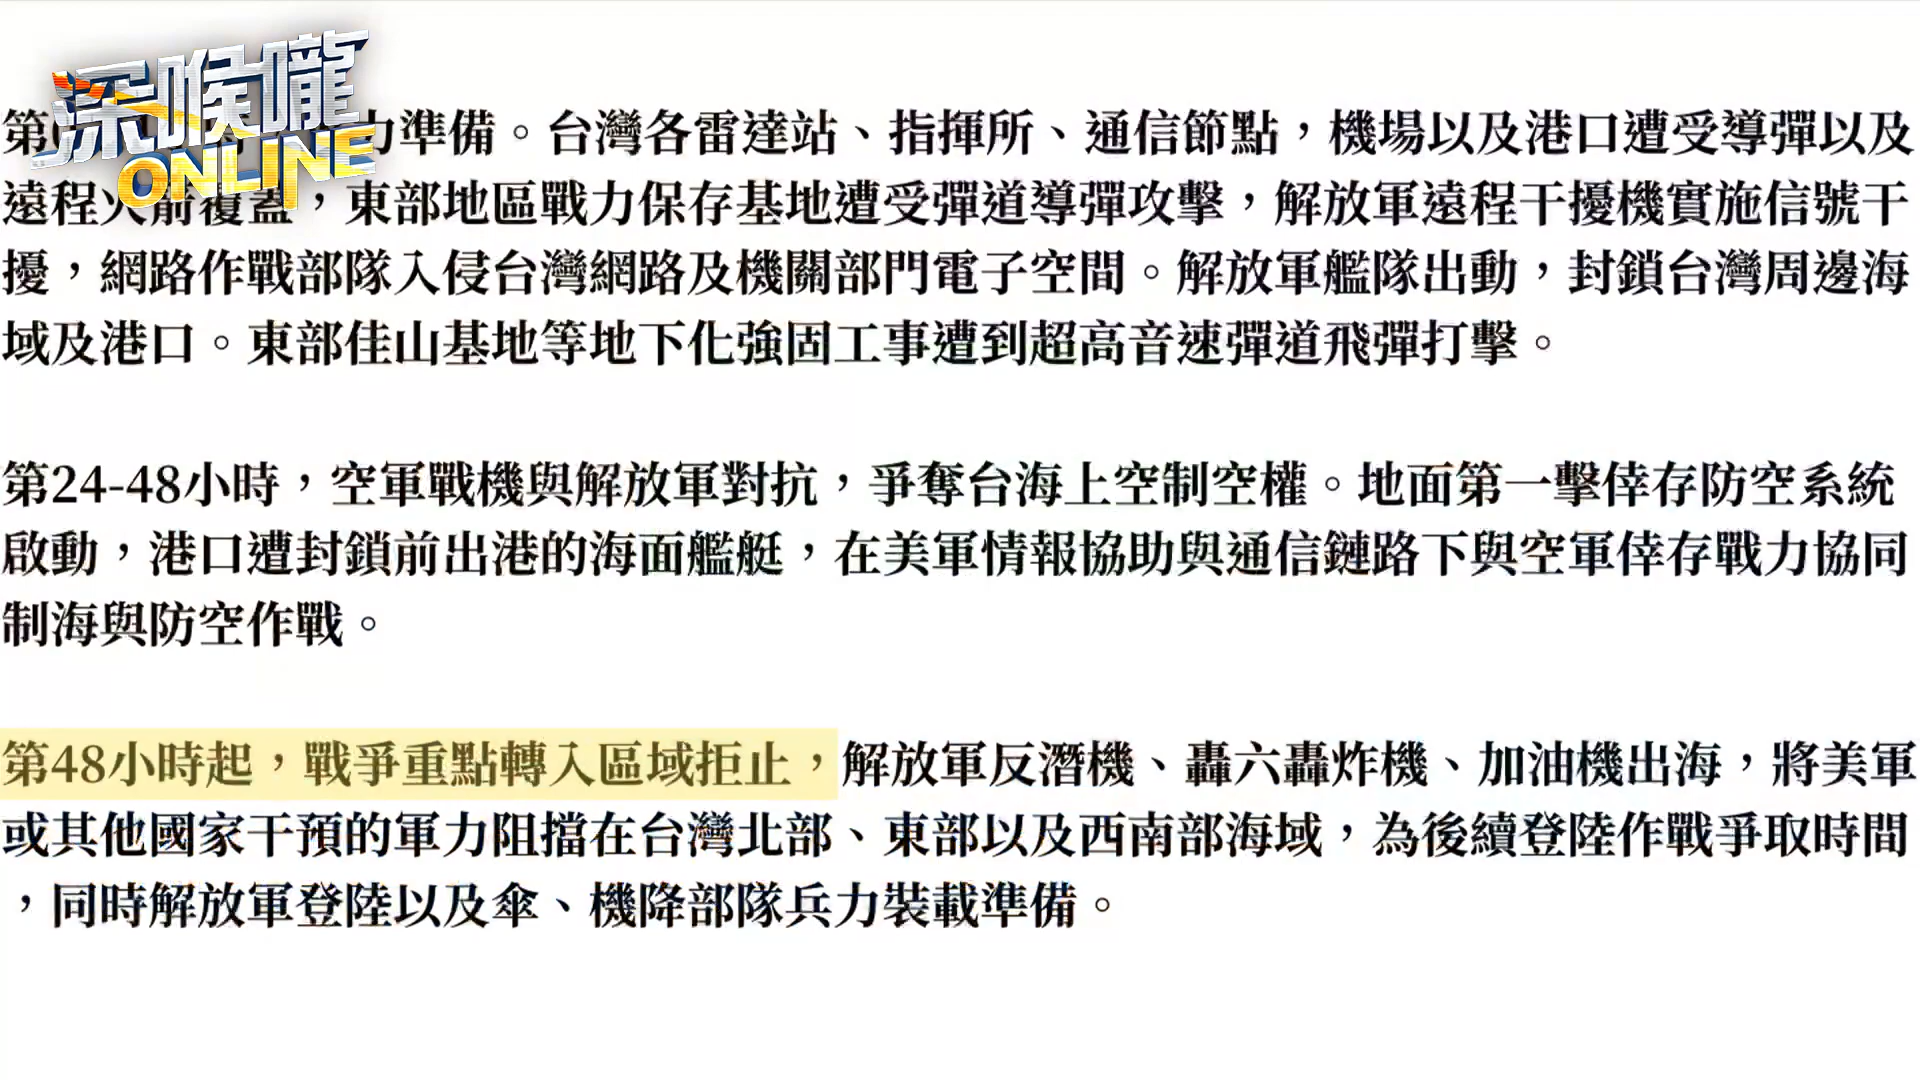 深喉嚨
ONLINE
第 力準備。台灣各雷達站、指揮所、通信節點，機場以及港口遭受導彈以及
遠程火箭覆蓋，東部地區戰力保存基地遭受彈道導彈攻擊，解放軍遠程干擾機實施信號干
擾，網路作戰部隊入侵台灣網路及機關部門電子空間。解放軍艦隊出動，封鎖台灣周邊海
域及港口。東部佳山基地等地下化強固工事遭到超高音速彈道飛彈打擊。
第24-48小時，空軍戰機與解放軍對抗，爭奪台海上空制空權。地面第一擊倖存防空系統
啟動，港口遭封鎖前出港的海面艦艇，在美軍情報協助與通信鏈路下與空軍倖存戰力協同
制海與防空作戰。
第48小時起，戰爭重點轉入區域拒止，解放軍反潛機、轟六轟炸機、加油機出海，將美軍
或其他國家干預的軍力阻擋在台灣北部、東部以及西南部海域，為後續登陸作戰爭取時間
，同時解放軍登陸以及傘、機降部隊兵力裝載準備。